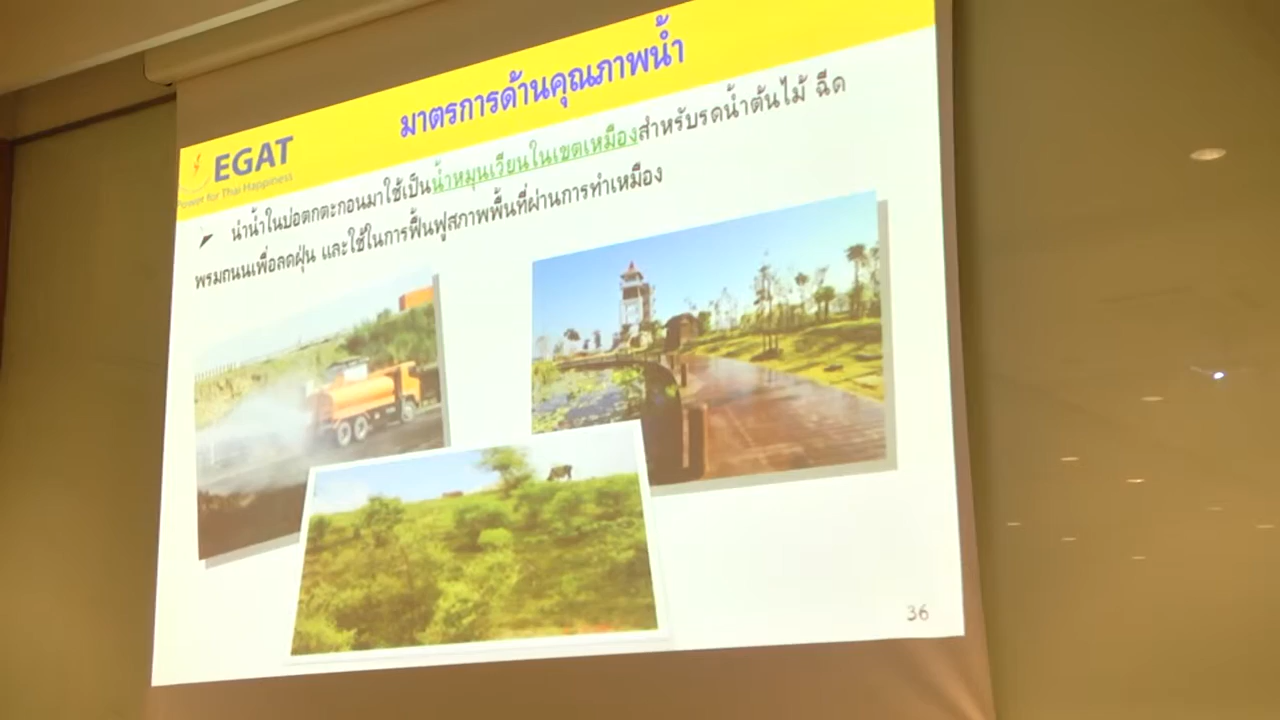 มาตรการด้านคุณภาพน้ำ
EGAT
Power for Thai Happiness
➤ นำน้ำในบ่อตกตะกอนมาใช้เป็นน้ำหมุนเวียนในเขตเหมืองสำหรับรดน้ำต้นไม้ ฉีด
พรมถนนเพื่อลดฝุ่น และใช้ในการฟื้นฟูสภาพพื้นที่ผ่านการทำเหมือง
36